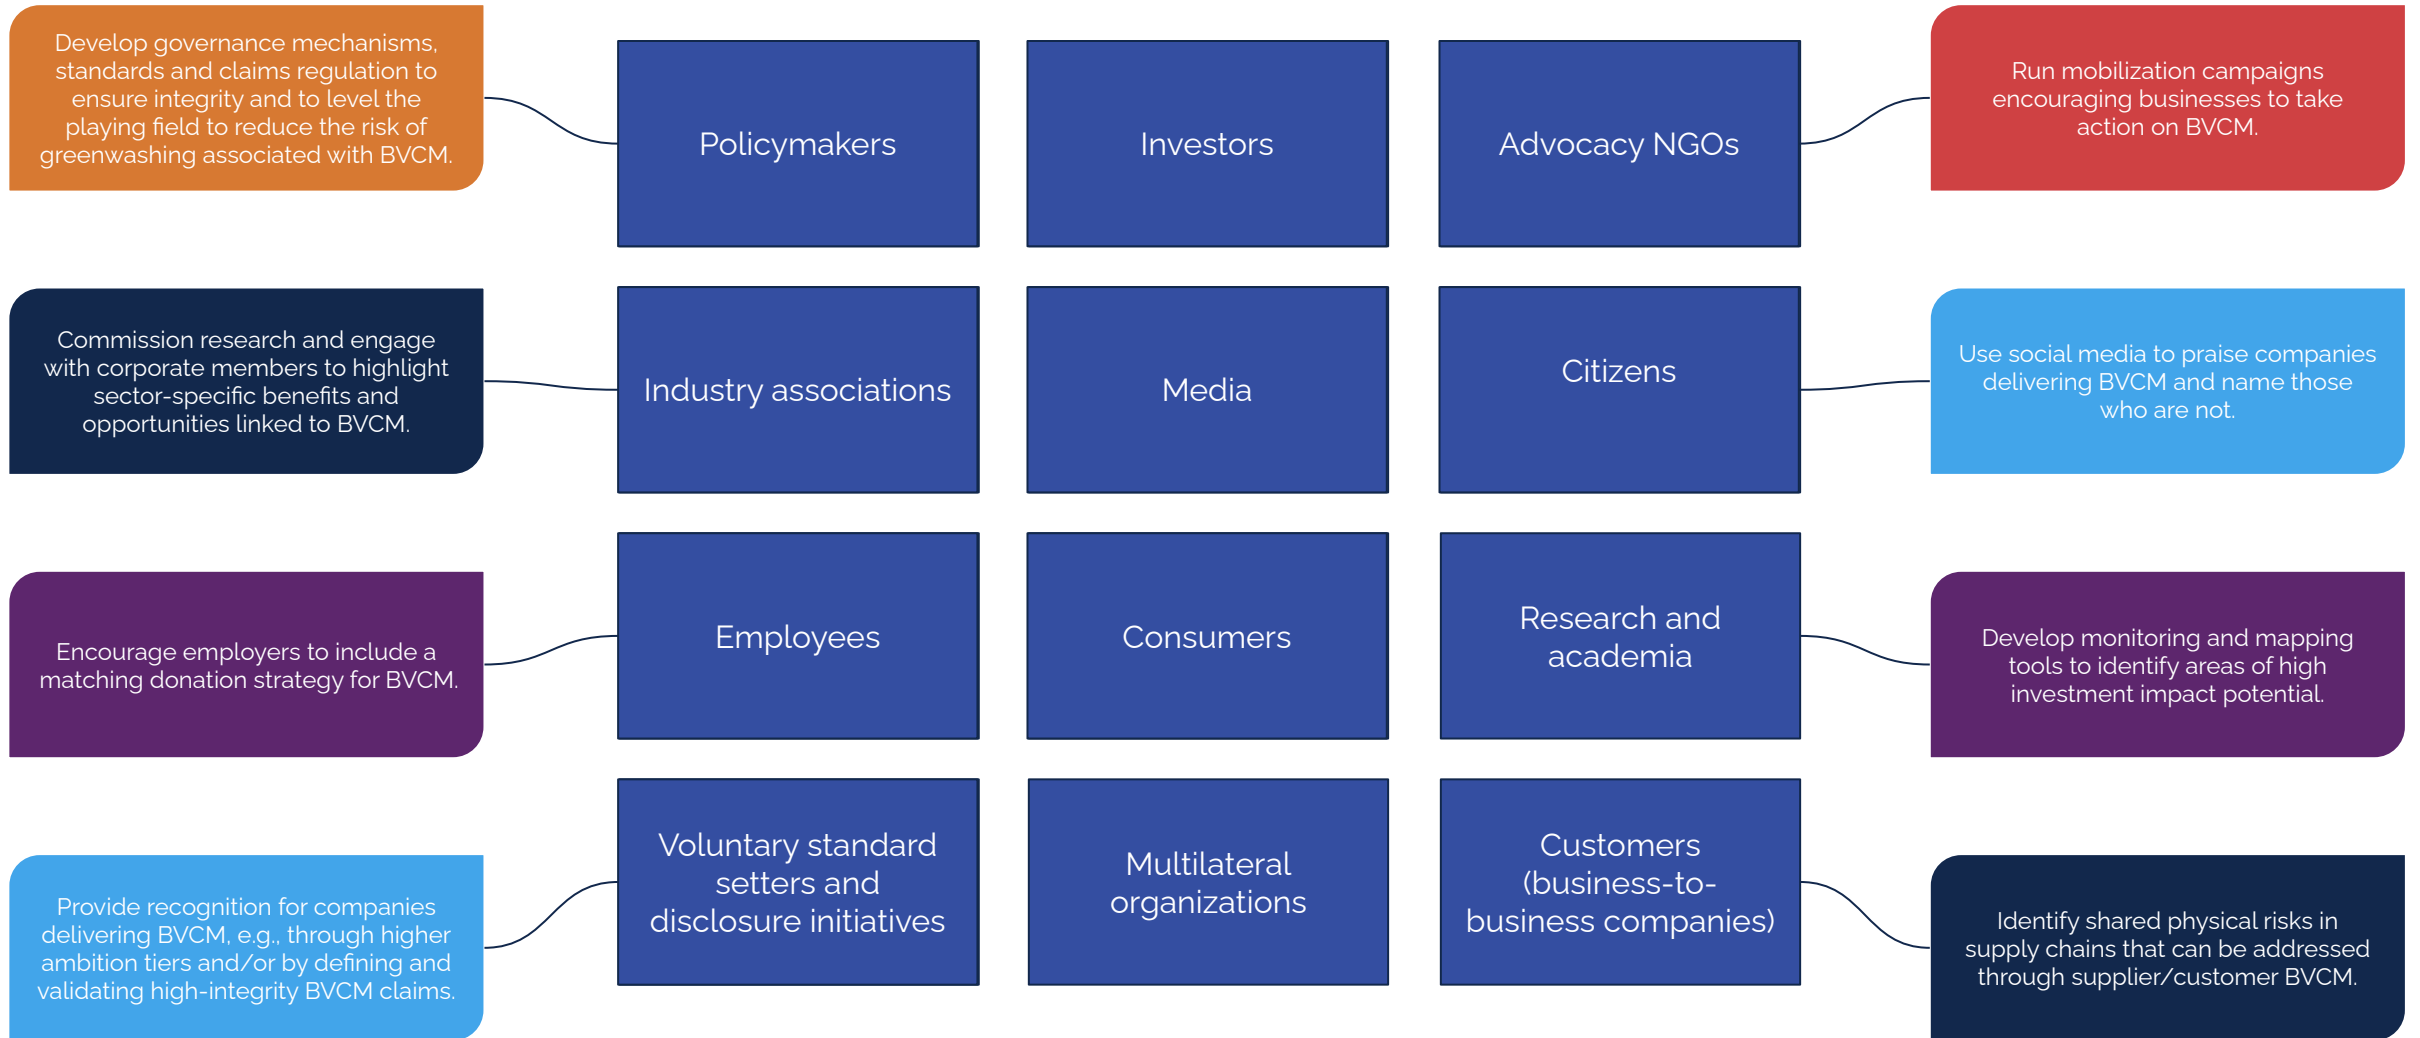 Develop governance mechanisms,
standards and claims regulation to
ensure integrity and to level the
playing field to reduce the risk of
greenwashing associated with BVCM.
Policymakers
Investors
Advocacy NGOs
Run mobilization campaigns
encouraging businesses to take
action on BVCM.
Commission research and engage
with corporate members to highlight
sector-specific benefits and
opportunities linked to BVCM.
Industry associations
Media
Citizens
Use social media to praise companies
delivering BVCM and name those
who are not.
Encourage employers to include a
matching donation strategy for BVCM.
Employees
Consumers
Research and
academia
Develop monitoring and mapping
tools to identify areas of high
investment impact potential.
Provide recognition for companies
delivering BVCM, e.g., through higher
ambition tiers and/or by defining and
validating high-integrity BVCM claims.
Voluntary standard
setters and
disclosure initiatives
Multilateral
organizations
Customers
(business-to-
business companies)
Identify shared physical risks in
supply chains that can be addressed
through supplier/customer BVCM.